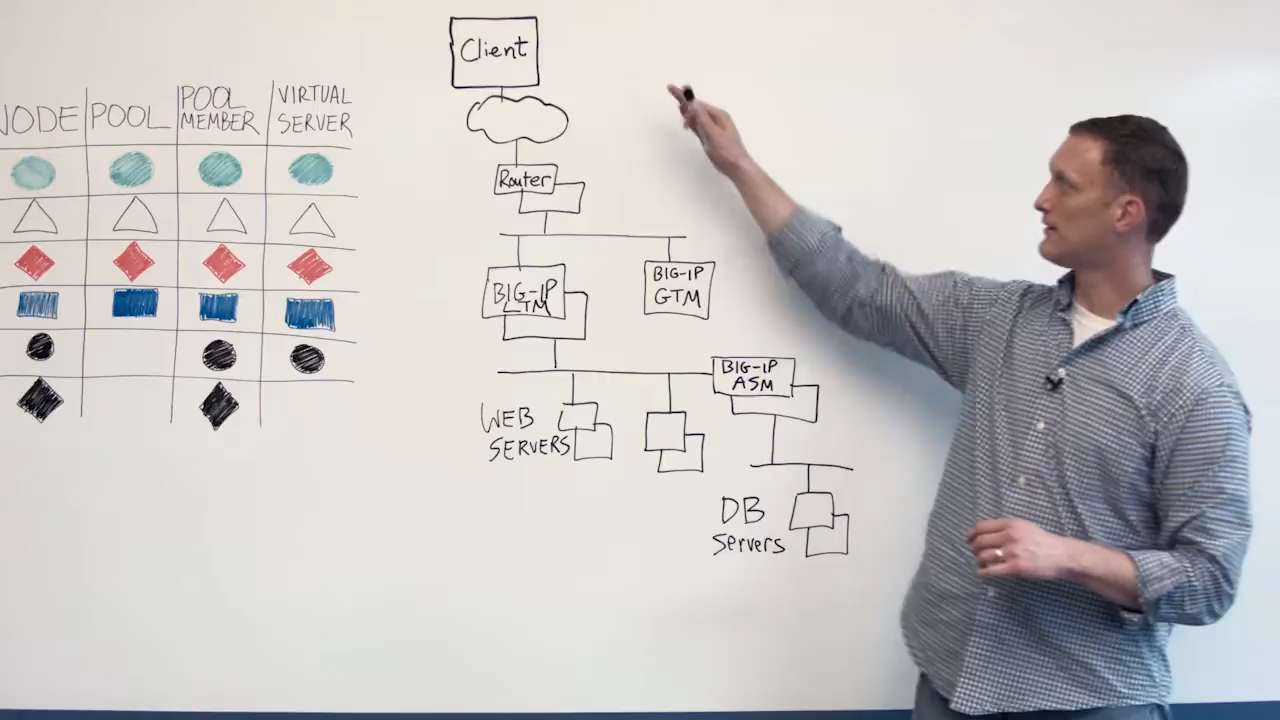 Client
NODE
POOL
POOL
MEMBER
VIRTUAL
SERVER
Router
BIG-IP
LTM
BIG-IP
GTM
BIG-IP
ASM
WEB
SERVERS
DB
Servers